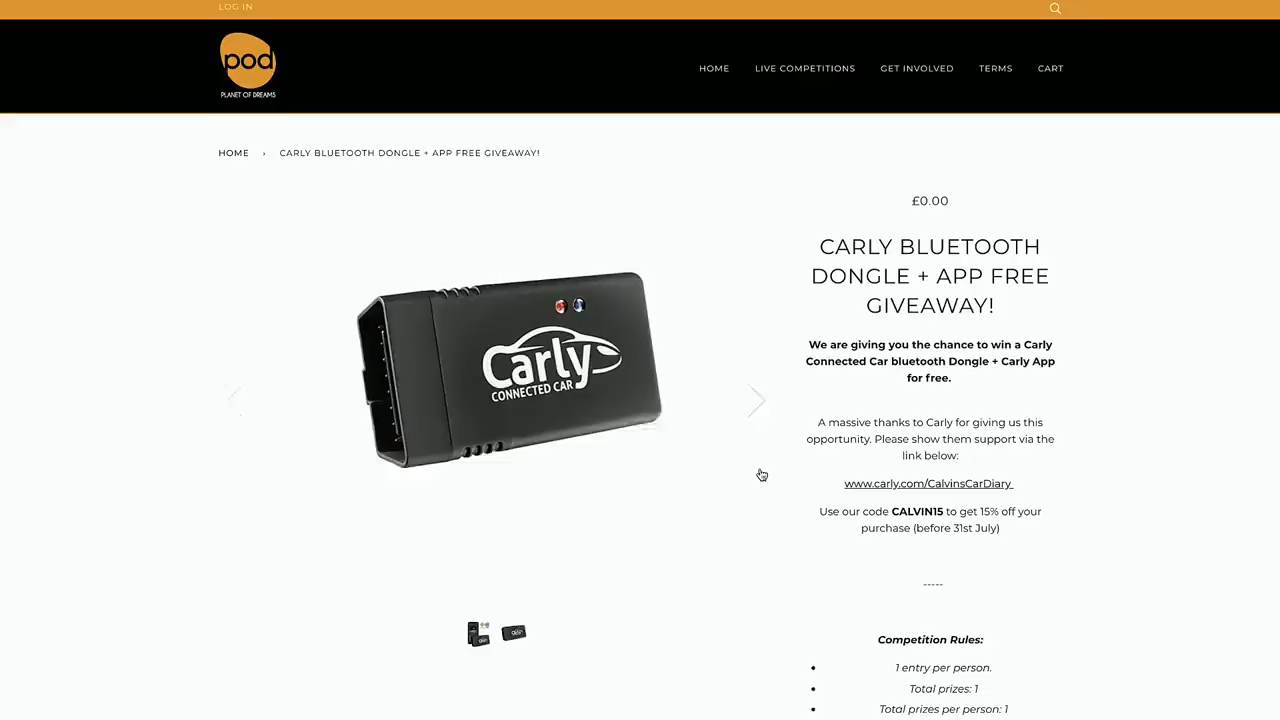 LOG IN
pod
PLANET OF DREAMS
HOME
LIVE COMPETITIONS
GET INVOLVED
TERMS
CART
HOME › CARLY BLUETOOTH DONGLE + APP FREE GIVEAWAY!
£0.00
CARLY BLUETOOTH
DONGLE + APP FREE
GIVEAWAY!
We are giving you the chance to win a Carly
Connected Car bluetooth Dongle + Carly App
for free.
A massive thanks to Carly for giving us this
opportunity. Please show them support via the
link below:
www.carly.com/CalvinsCarDiary
Use our code CALVIN15 to get 15% off your
purchase (before 31st July)
-----
Competition Rules:
• 1 entry per person.
• Total prizes: 1
• Total prizes per person: 1
Carly
CONNECTED CAR